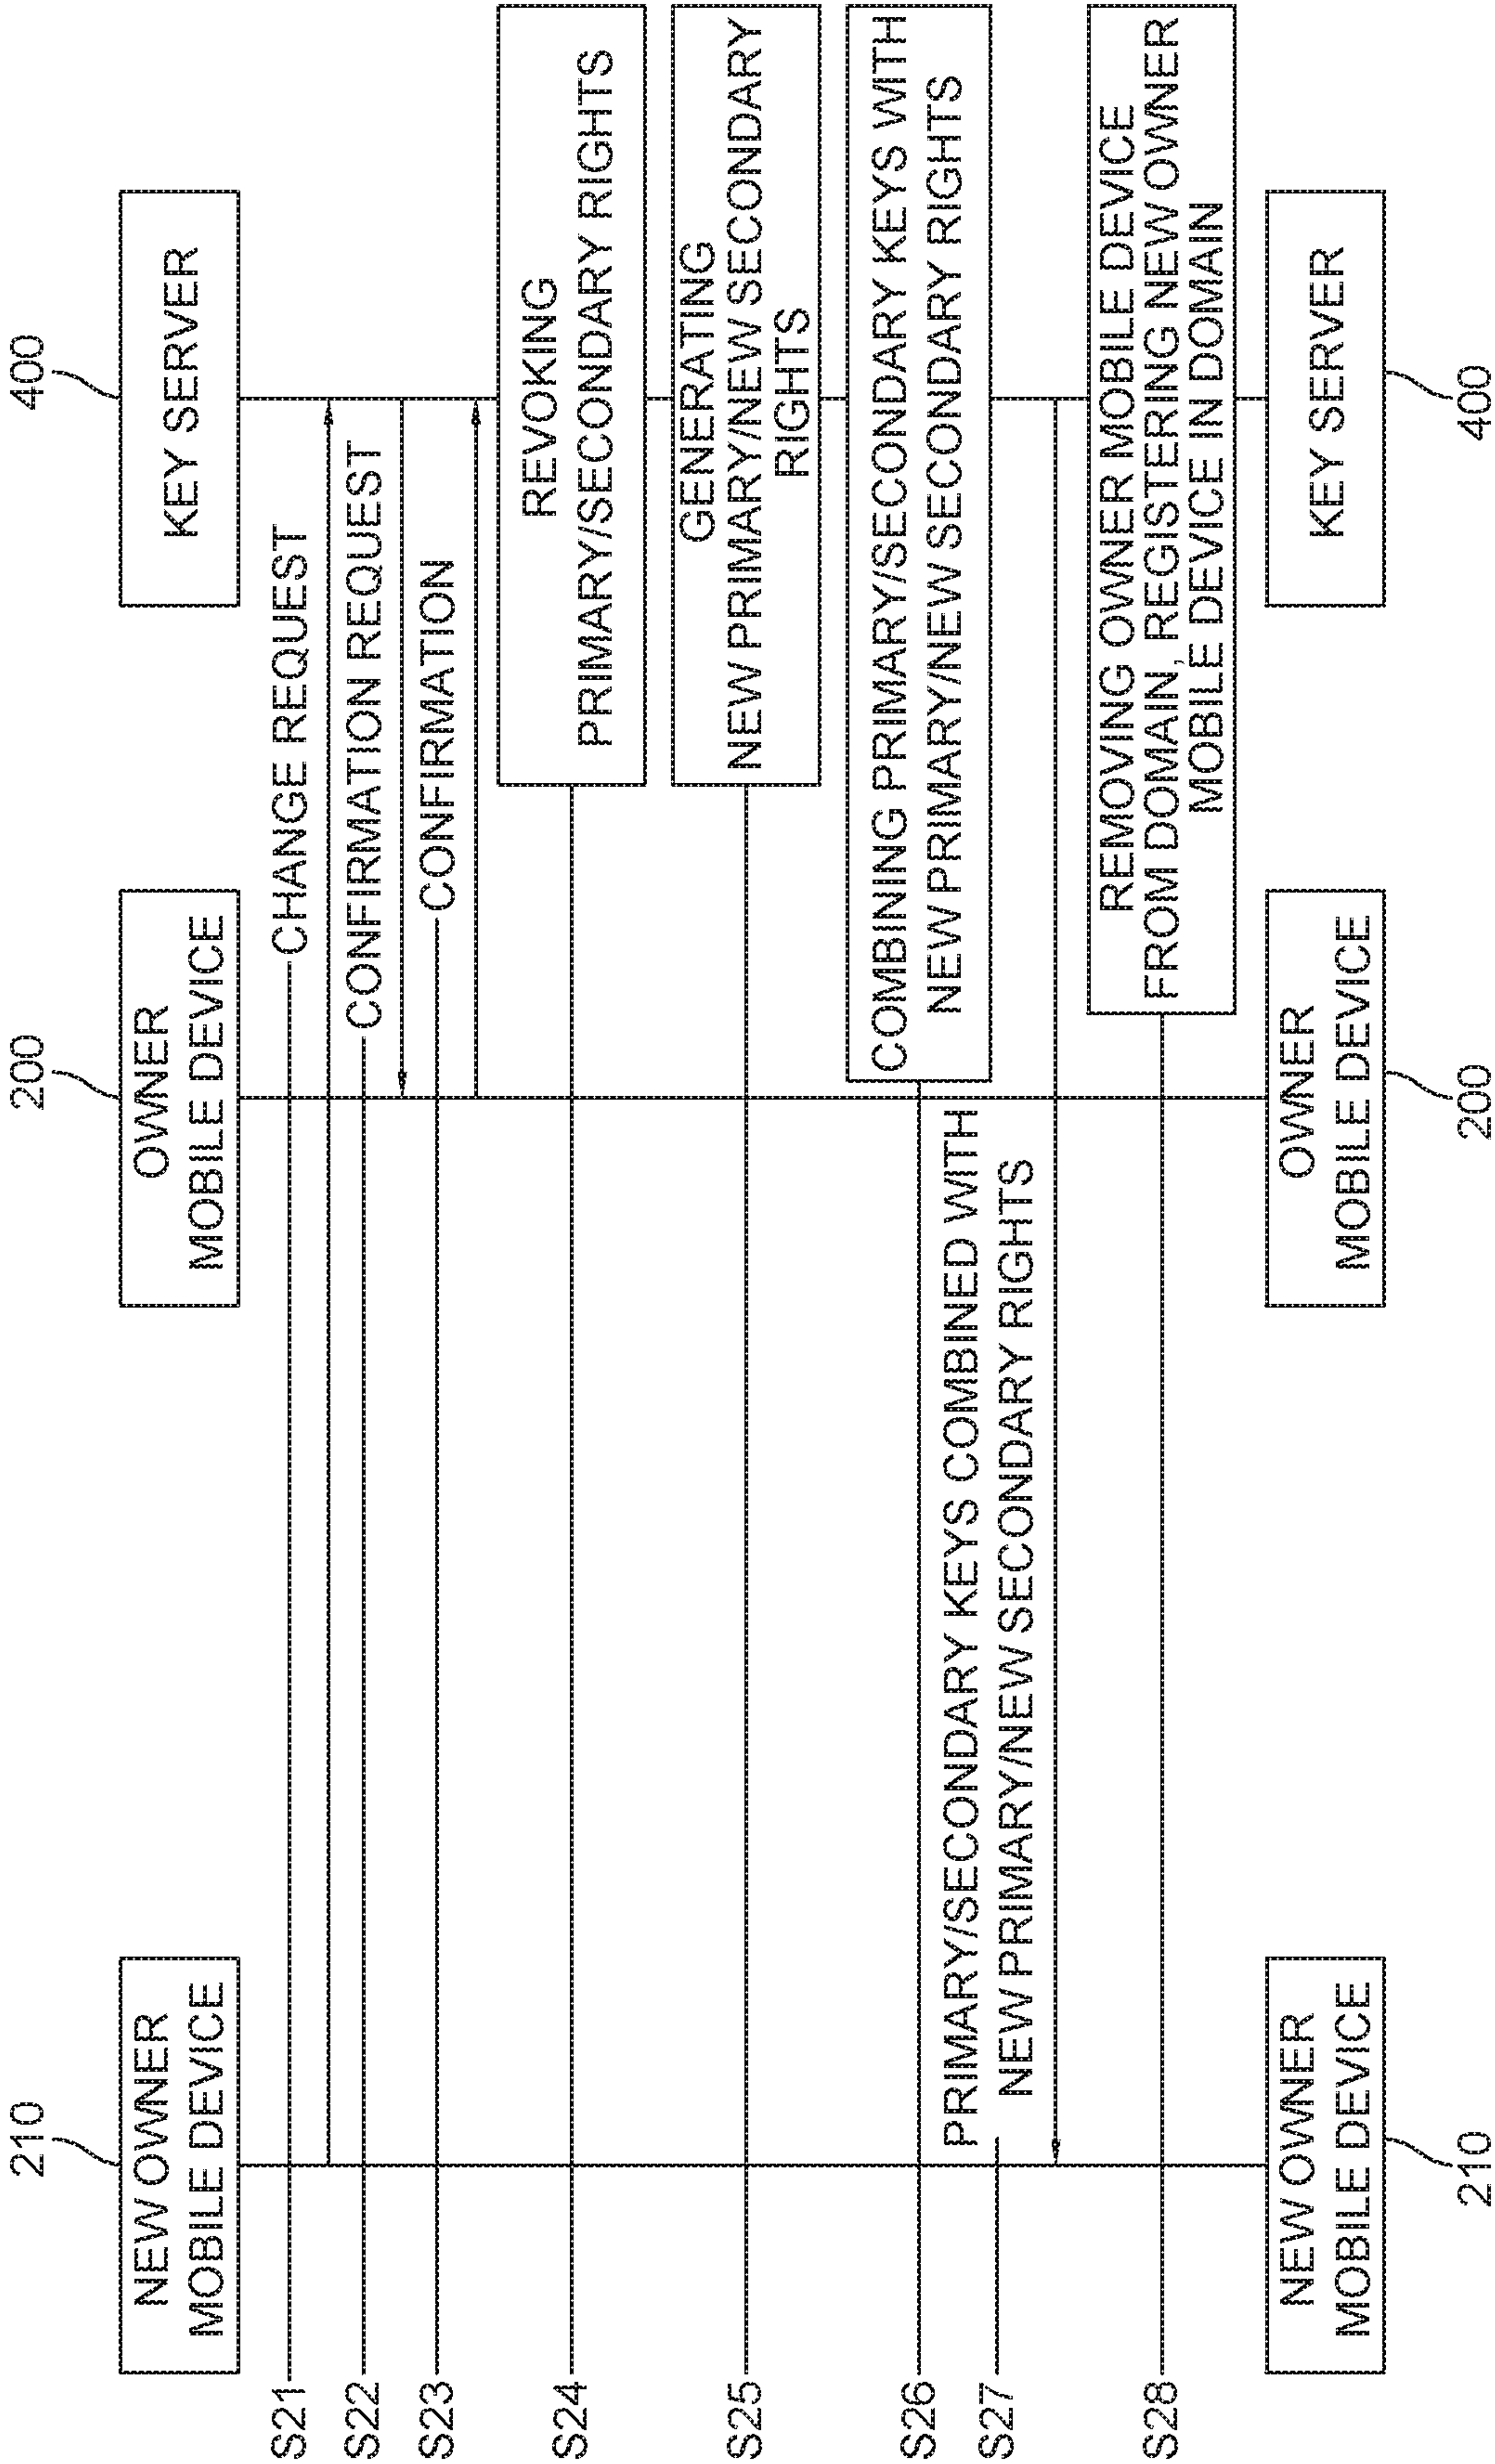 210
200
400
NEW OWNER
MOBILE DEVICE
OWNER
MOBILE DEVICE
KEY SERVER
S21
CHANGE REQUEST
S22
CONFIRMATION REQUEST
S23
CONFIRMATION
S24
REVOKING
PRIMARY/SECONDARY RIGHTS
S25
GENERATING
NEW PRIMARY/NEW SECONDARY
RIGHTS
S26
COMBINING PRIMARY/SECONDARY KEYS WITH
NEW PRIMARY/NEW SECONDARY RIGHTS
S27
PRIMARY/SECONDARY KEYS COMBINED WITH
NEW PRIMARY/NEW SECONDARY RIGHTS
S28
REMOVING OWNER MOBILE DEVICE
FROM DOMAIN, REGISTERING NEW OWNER
MOBILE DEVICE IN DOMAIN
NEW OWNER
MOBILE DEVICE
OWNER
MOBILE DEVICE
KEY SERVER
210
200
400